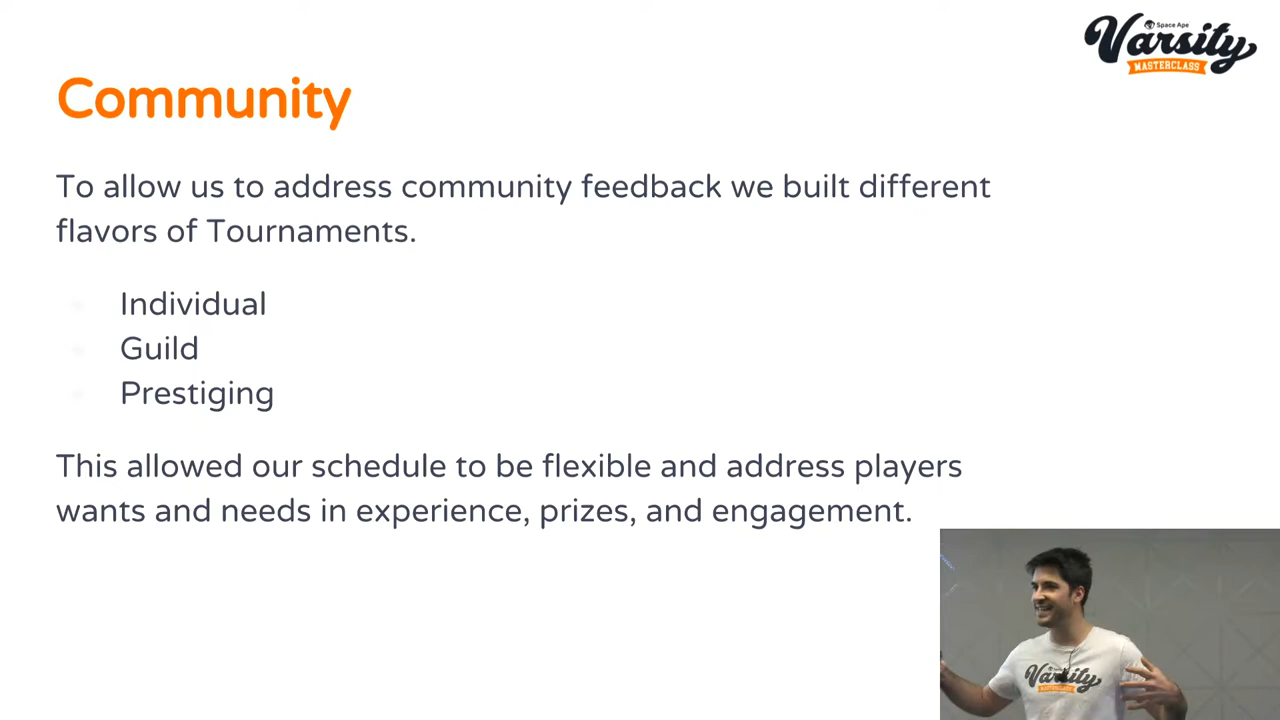 Space Ape
Varsity
MASTERCLASS
Community
To allow us to address community feedback we built different
flavors of Tournaments.
Individual
Guild
Prestiging
This allowed our schedule to be flexible and address players
wants and needs in experience, prizes, and engagement.
Varsity
MASTERCLASS